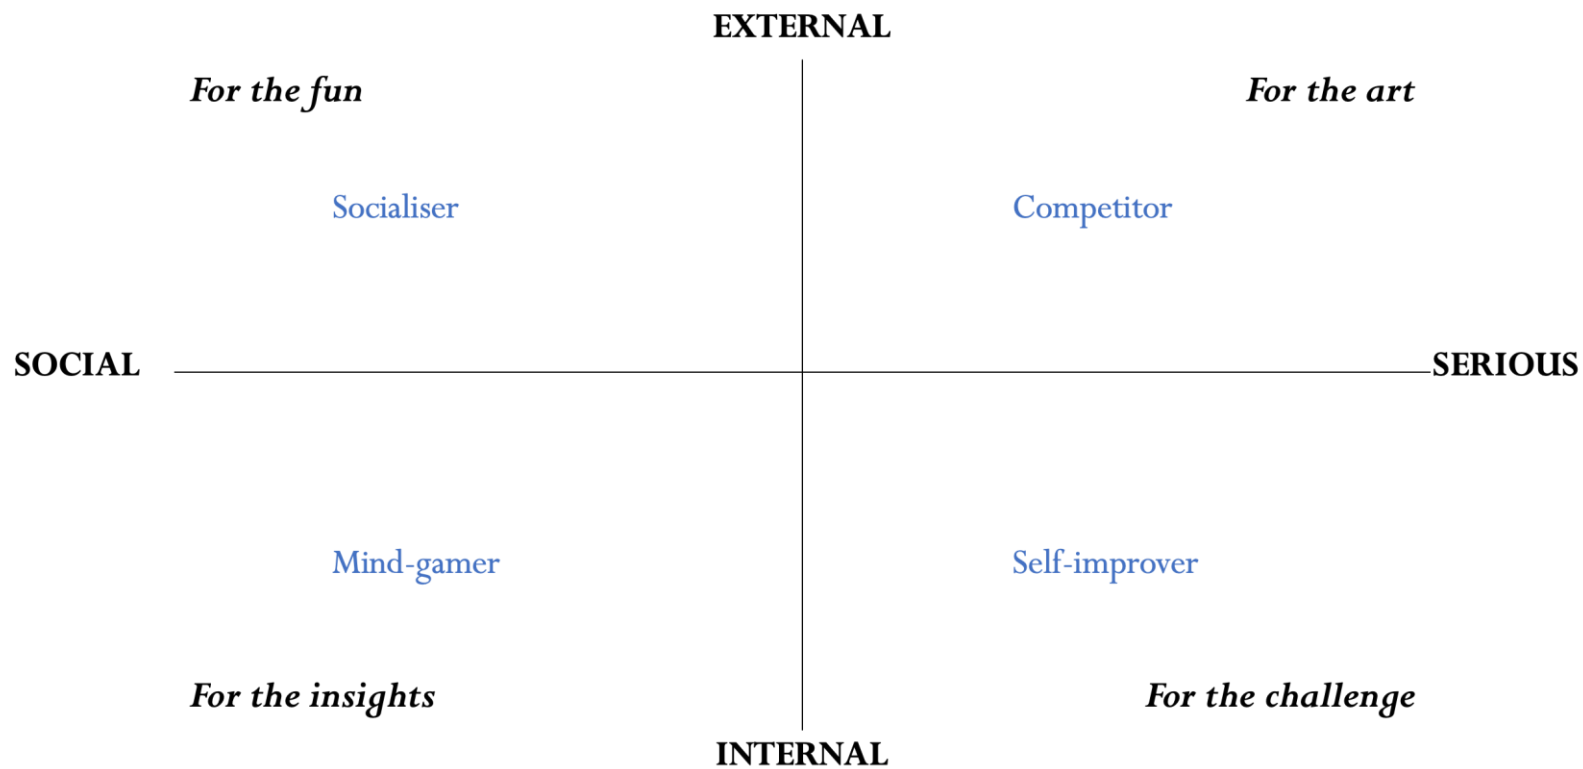 EXTERNAL
For the fun
For the art
Socialiser
Competitor
SOCIAL
SERIOUS
Mind-gamer
Self-improver
For the insights
For the challenge
INTERNAL